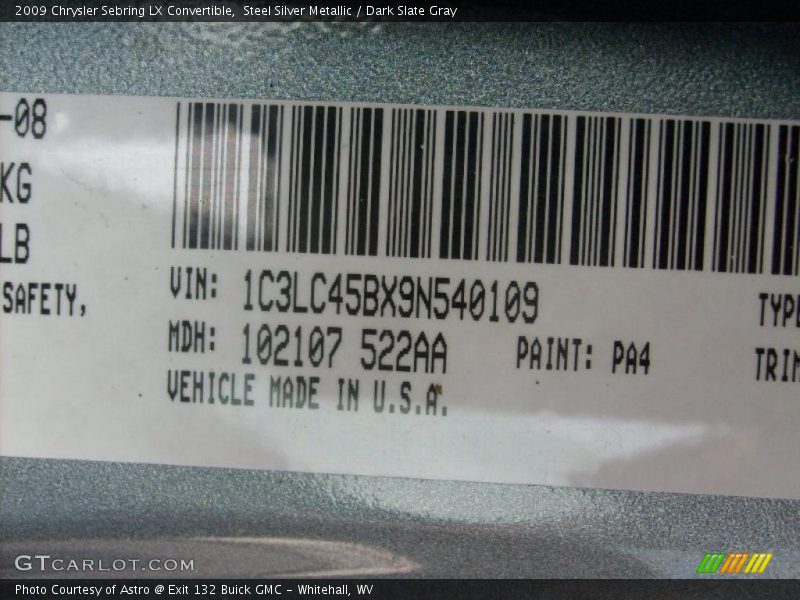 2009 Chrysler Sebring LX Convertible, Steel Silver Metallic / Dark Slate Gray
-08
KG
LB
SAFETY,
VIN: 1C3LC45BX9N540109
TYPE
MDH: 102107 522AA PAINT: PA4
TRIM
VEHICLE MADE IN U.S.A.
GTCARLOT.COM
Photo Courtesy of Astro @ Exit 132 Buick GMC - Whitehall, WV